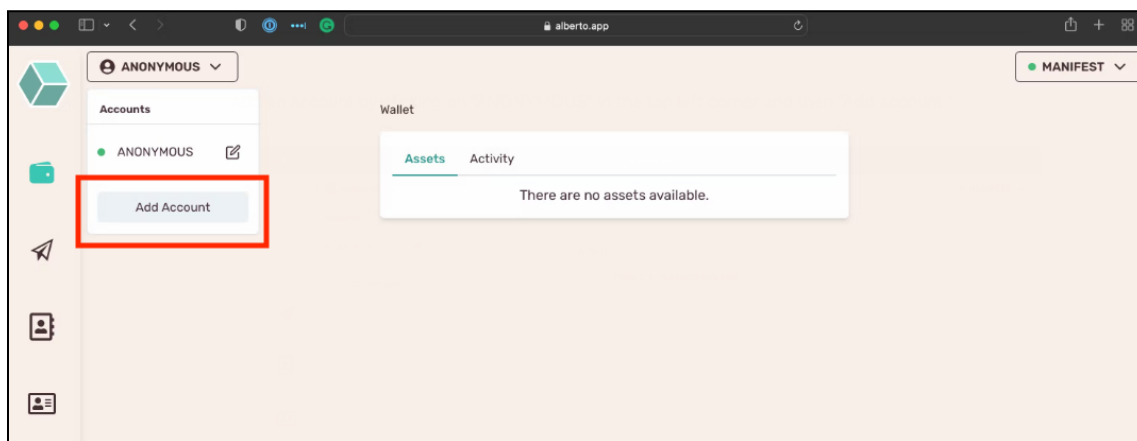 alberto.app
ANONYMOUS
MANIFEST
Accounts
Wallet
ANONYMOUS
Assets Activity
There are no assets available.
Add Account